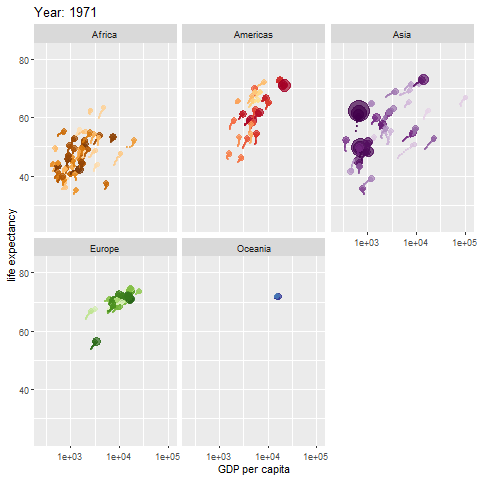 Year: 1971
Africa Americas Asia
80
60
40
1e+03 1e+04 1e+05
life expectancy
Europe Oceania
80
60
40
1e+03 1e+04 1e+05 1e+03 1e+04 1e+05
GDP per capita